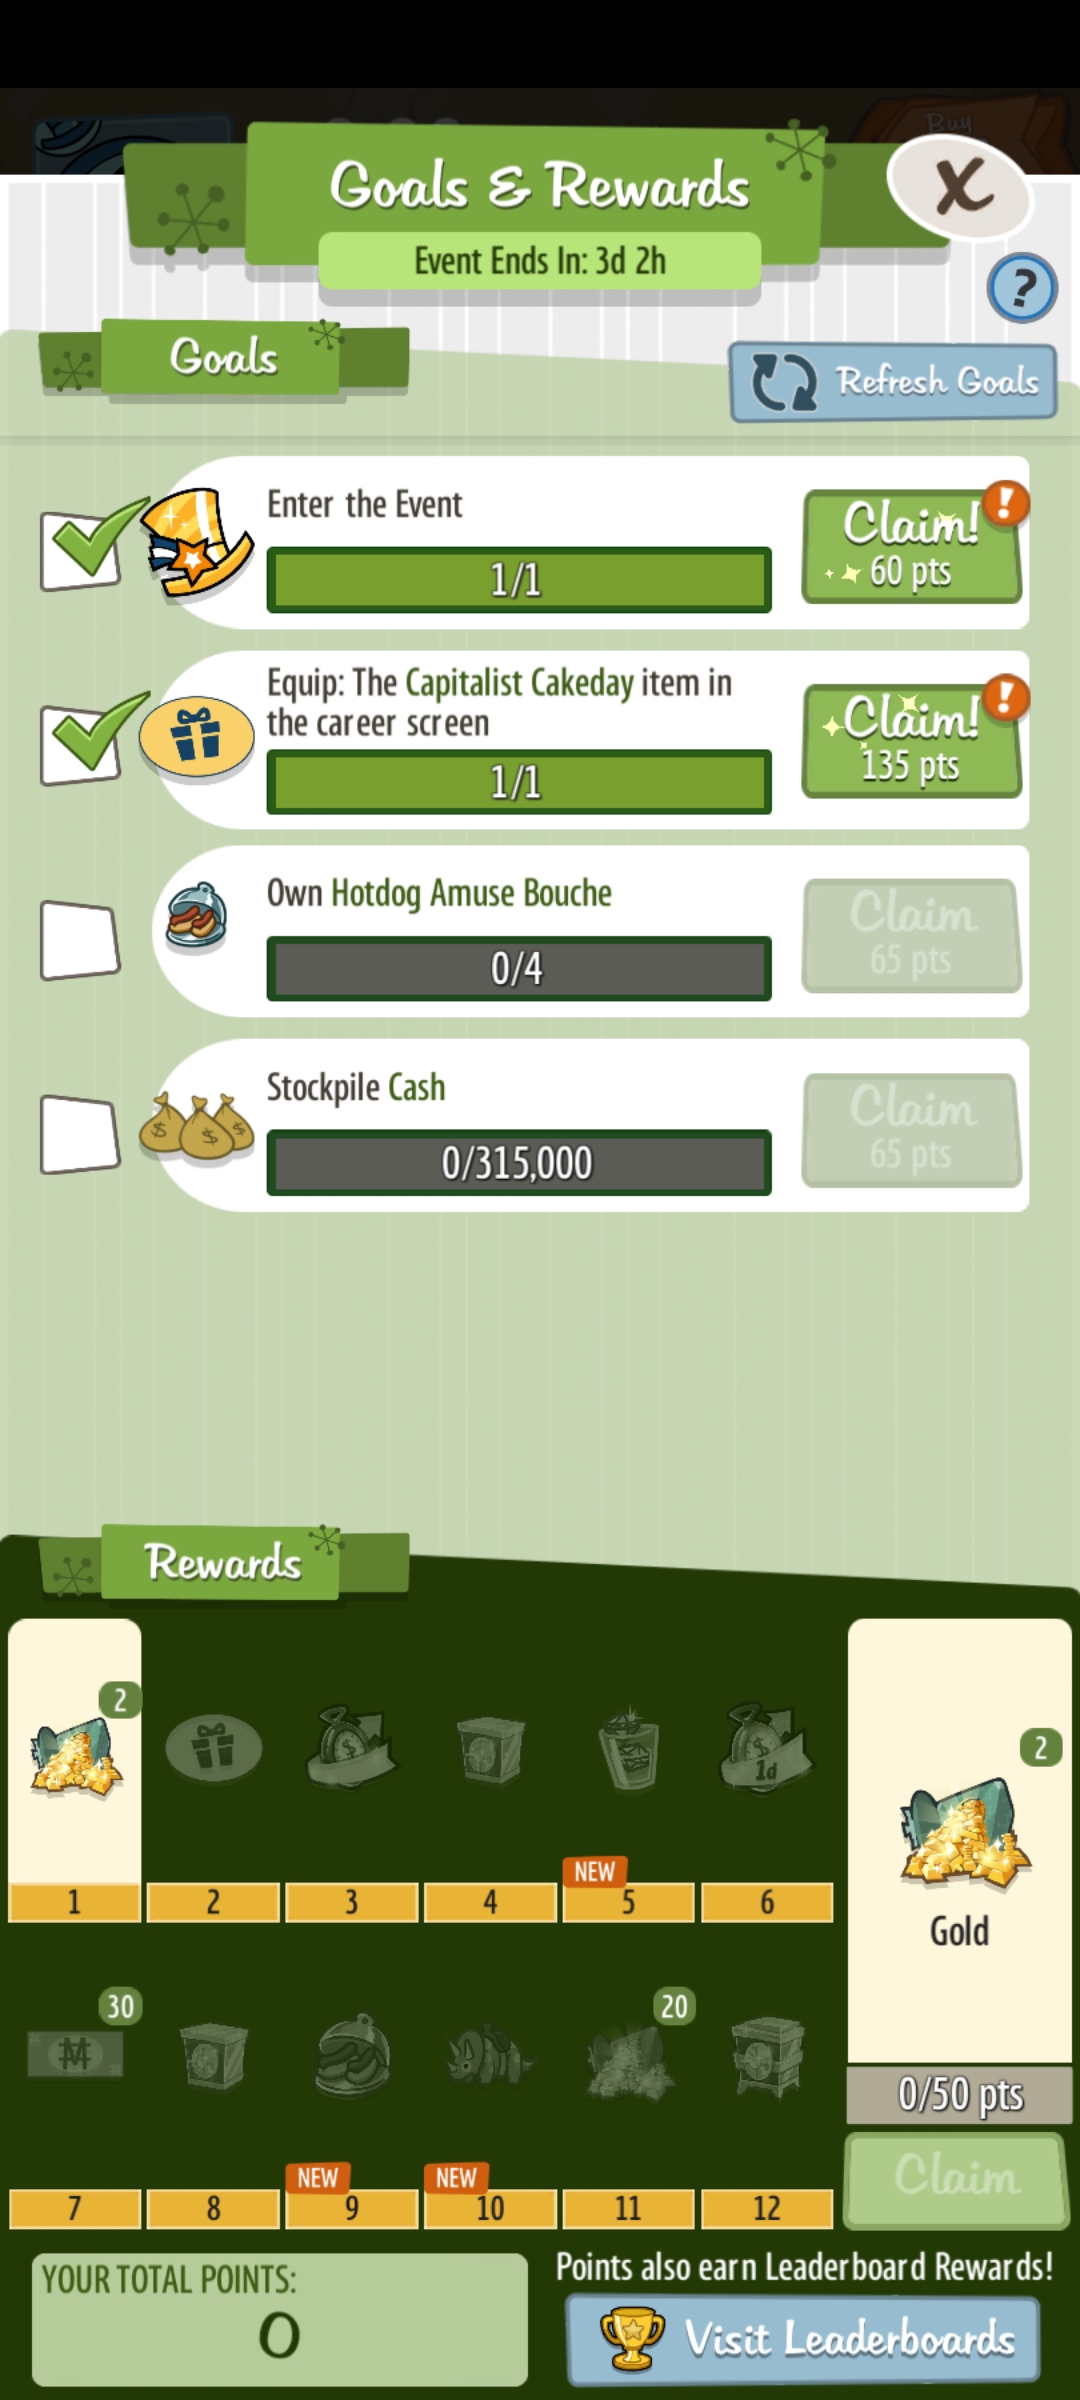 Buy
Goals & Rewards
X
Event Ends In: 3d 2h
?
Goals
Refresh Goals
Enter the Event
1/1
Claim!
60 pts
!
Equip: The Capitalist Cakeday item in
the career screen
1/1
Claim!
135 pts
!
Own Hotdog Amuse Bouche
0/4
Claim
65 pts
Stockpile Cash
0/315,000
Claim
65 pts
Rewards
2
1d
NEW
1
2
3
4
5
6
2
Gold
30
20
NEW
NEW
7
8
9
10
11
12
0/50 pts
Claim
YOUR TOTAL POINTS:
0
Points also earn Leaderboard Rewards!
Visit Leaderboards